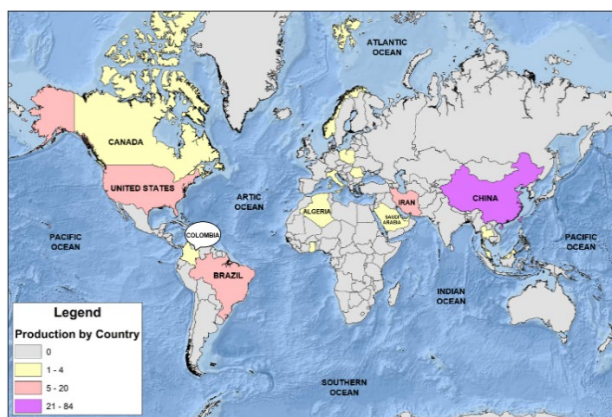 ATLANTIC
OCEAN
CANADA
UNITED STATES
ARTIC
OCEAN
ALGERIA
IRAN
SAUDI
ARABIA
CHINA
PACIFIC
OCEAN
COLOMBIA
PACIFIC
OCEAN
BRAZIL
INDIAN
OCEAN
SOUTHERN
OCEAN
Legend
Production by Country
0
1 - 4
5 - 20
21 - 84